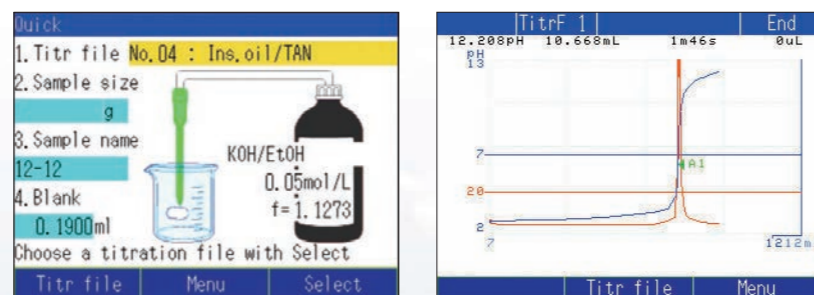 Quick
1. Titr file No.04 : Ins.oil/TAN
2. Sample size
g
3. Sample name
12-12
4. Blank
0.1900ml
KOH/EtOH
0.05mol/L
f= 1.1273
Choose a titration file with Select
Titr file Menu Select
TitrF 1 End
12.208pH 10.668mL 1m46s 0uL
pH
13
7
A1
20
2
7
Titr file Menu